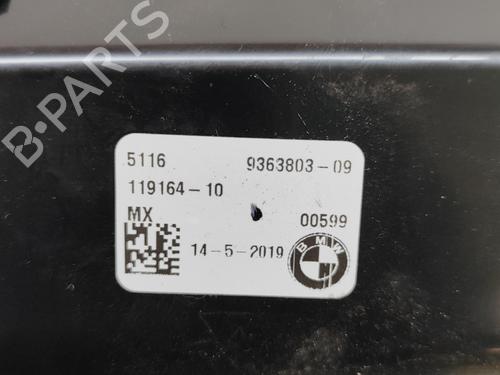 5116 9363803-09
119164-10
MX 00599
14-5-2019 BMW
B-PARTS